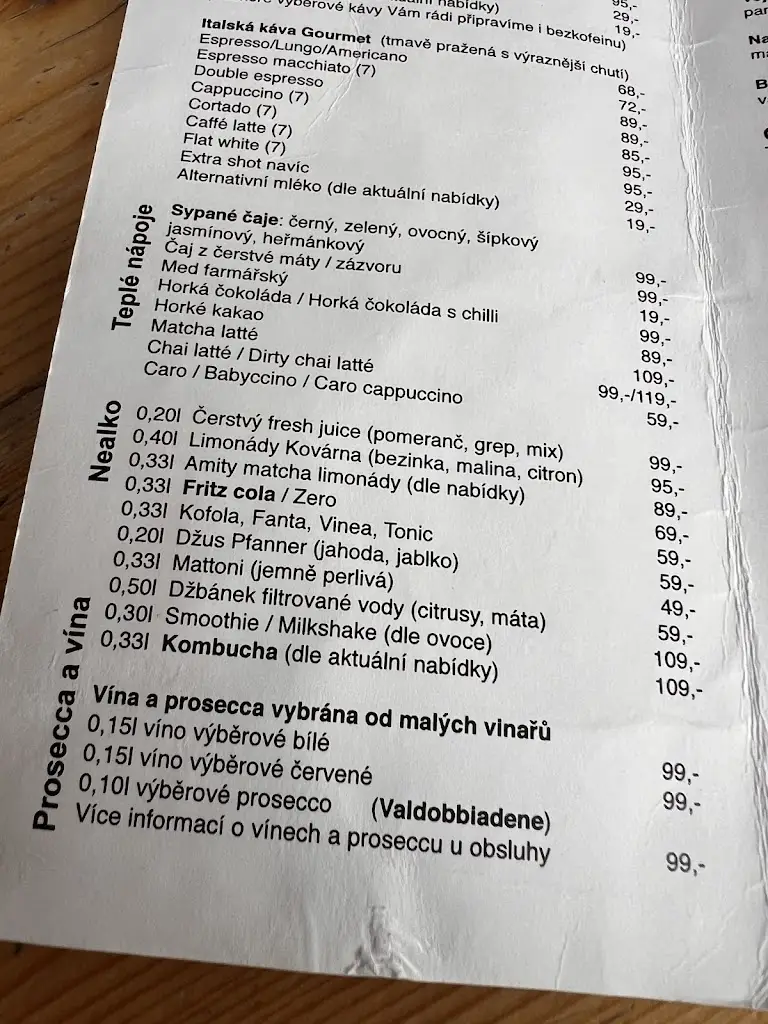 nabídky) 95,-
výběrové kávy Vám rádi připravíme i bezkofeinu) 29,-
19,-
Italská káva Gourmet (tmavě pražená s výraznější chutí)
Espresso/Lungo/Americano 68,-
Espresso macchiato (7) 72,-
Double espresso 89,-
Cappuccino (7) 89,-
Cortado (7) 85,-
Caffé latte (7) 95,-
Flat white (7) 95,-
Extra shot navíc 29,-
Alternativní mléko (dle aktuální nabídky) 19,-
Teplé nápoje
Sypané čaje: černý, zelený, ovocný, šípkový
jasmínový, heřmánkový 99,-
Čaj z čerstvé máty / zázvoru 99,-
Med farmářský 19,-
Horká čokoláda / Horká čokoláda s chilli 99,-
Horké kakao 89,-
Matcha latté 109,-
Chai latté / Dirty chai latté 99,-/119,-
Caro / Babyccino / Caro cappuccino 59,-
Nealko
0,20l Čerstvý fresh juice (pomeranč, grep, mix) 99,-
0,40l Limonády Kovárna (bezinka, malina, citron) 95,-
0,33l Amity matcha limonády (dle nabídky) 89,-
0,33l Fritz cola / Zero 69,-
0,33l Kofola, Fanta, Vinea, Tonic 59,-
0,20l Džus Pfanner (jahoda, jablko) 59,-
0,33l Mattoni (jemně perlivá) 49,-
0,50l Džbánek filtrované vody (citrusy, máta) 59,-
0,30l Smoothie / Milkshake (dle ovoce) 109,-
0,33l Kombucha (dle aktuální nabídky) 109,-
Prosecca a vína
Vína a prosecca vybrána od malých vinařů
0,15l víno výběrové bílé 99,-
0,15l víno výběrové červené 99,-
0,10l výběrové prosecco (Valdobbiadene) 99,-
Více informací o vínech a proseccu u obsluhy